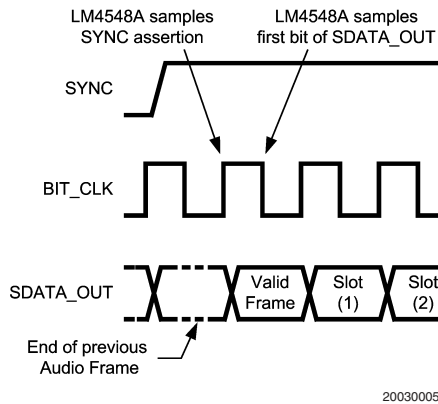 LM4548A samples
SYNC assertion
LM4548A samples
first bit of SDATA_OUT
SYNC
BIT_CLK
SDATA_OUT
Valid
Frame
Slot
(1)
Slot
(2)
End of previous
Audio Frame
20030005